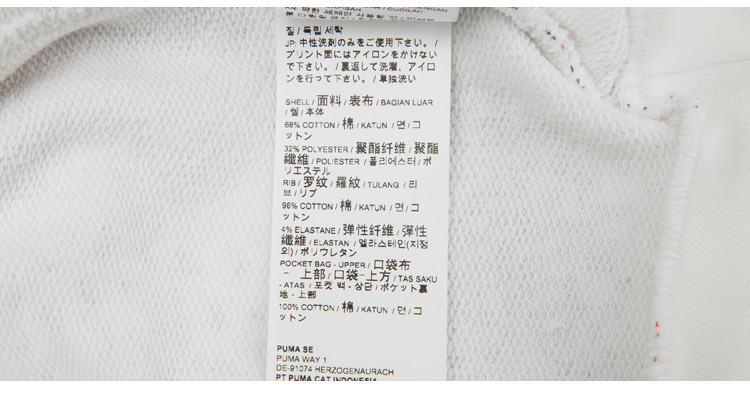 질 / 독립 세탁
JP: 中性洗剤のみをご使用下さい。 /
プリント面にはアイロンをかけない
で下さい。 / 裏返して洗濯、アイロ
ンを行って下さい。 / 単独洗い
SHELL / 面料 / 表布 / BAGIAN LUAR
/ 쉘 / 本体
68% COTTON / 棉 / KATUN / 면 / コ
ットン
32% POLYESTER / 聚酯纤维 / 聚酯
纖維 / POLIESTER / 폴리에스터 / ポ
リエステル
RIB / 罗纹 / 羅紋 / TULANG / 리
브 / リブ
96% COTTON / 棉 / KATUN / 면 / コ
ットン
4% ELASTANE / 弹性纤维 / 彈性
纖維 / ELASTAN / 엘라스테인(지정
외) / ポリウレタン
POCKET BAG - UPPER / 口袋布
- 上部 / 口袋-上方 / TAS SAKU
- ATAS / 포켓 백 - 상단 / ポケット裏
地 - 上部
100% COTTON / 棉 / KATUN / 면 / コ
ットン
PUMA SE
PUMA WAY 1
DE-91074 HERZOGENAURACH
PT PUMA CAT INDONESIA